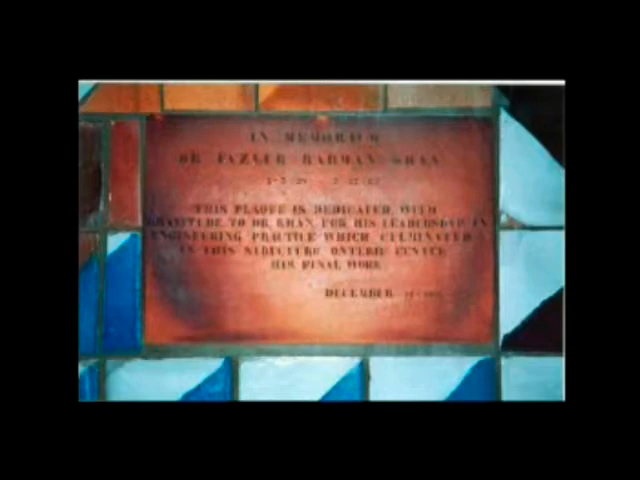 IN MEMORIUM
DR FAZLUR RAHMAN KHAN
THIS PLAQUE IS DEDICATED WITH
GRATITUDE TO DR KHAN FOR HIS LEADERSHIP IN
ENGINEERING PRACTICE WHICH CULMINATED
IN THIS STRUCTURE ONTERIE CENTER
HIS FINAL WORK
DECEMBER